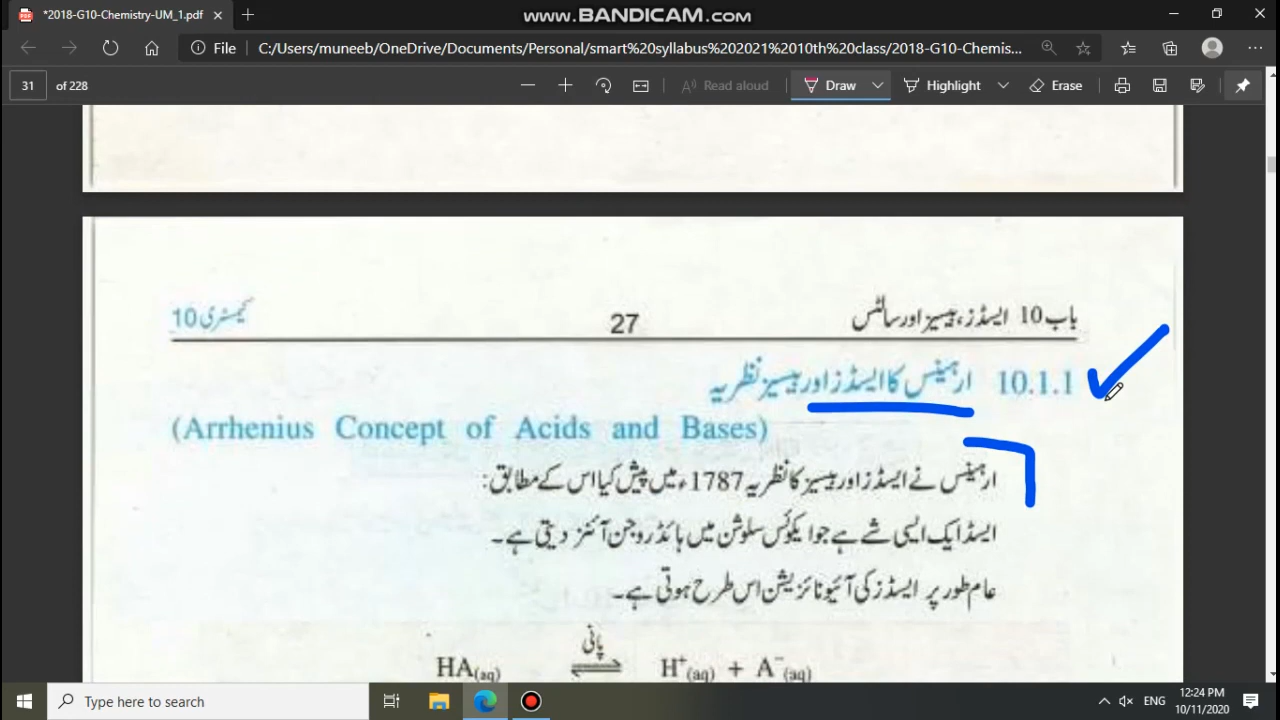 www.BANDICAM.com
*2018-G10-Chemistry-UM_1.pdf
File C:/Users/muneeb/OneDrive/Documents/Personal/smart%20syllabus%202021%2010th%20class/2018-G10-Chemis...
31 of 228 Read aloud Draw Highlight Erase
باب 10 ایسڈز، بیسیز اور سالٹس 27 کیمسٹری 10
10.1.1 ارہینیس کا ایسڈز اور بیسیز نظریہ
(Arrhenius Concept of Acids and Bases)
ارہینیس نے ایسڈز اور بیسیز کا نظریہ 1787ء میں پیش کیا اس کے مطابق:
ایسڈ ایک ایسی شے ہے جو ایکوئس سلوشن میں ہائڈروجن آئنز دیتی ہے۔
عام طور پر ایسڈز کی آئیونائزیشن اس طرح ہوتی ہے۔
پانی
HA(aq) ⇌ H⁺(aq) + A⁻(aq)
Type here to search
ENG
12:24 PM
10/11/2020